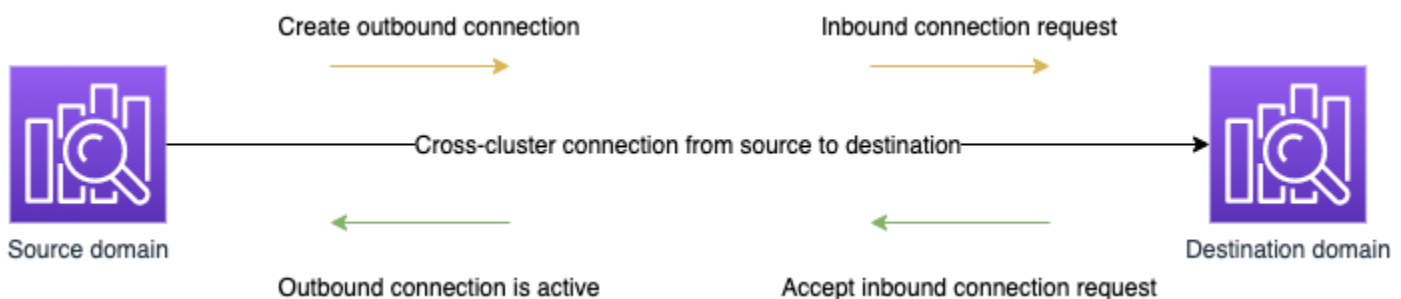 Create outbound connection
Inbound connection request
Cross-cluster connection from source to destination
Source domain
Destination domain
Outbound connection is active
Accept inbound connection request